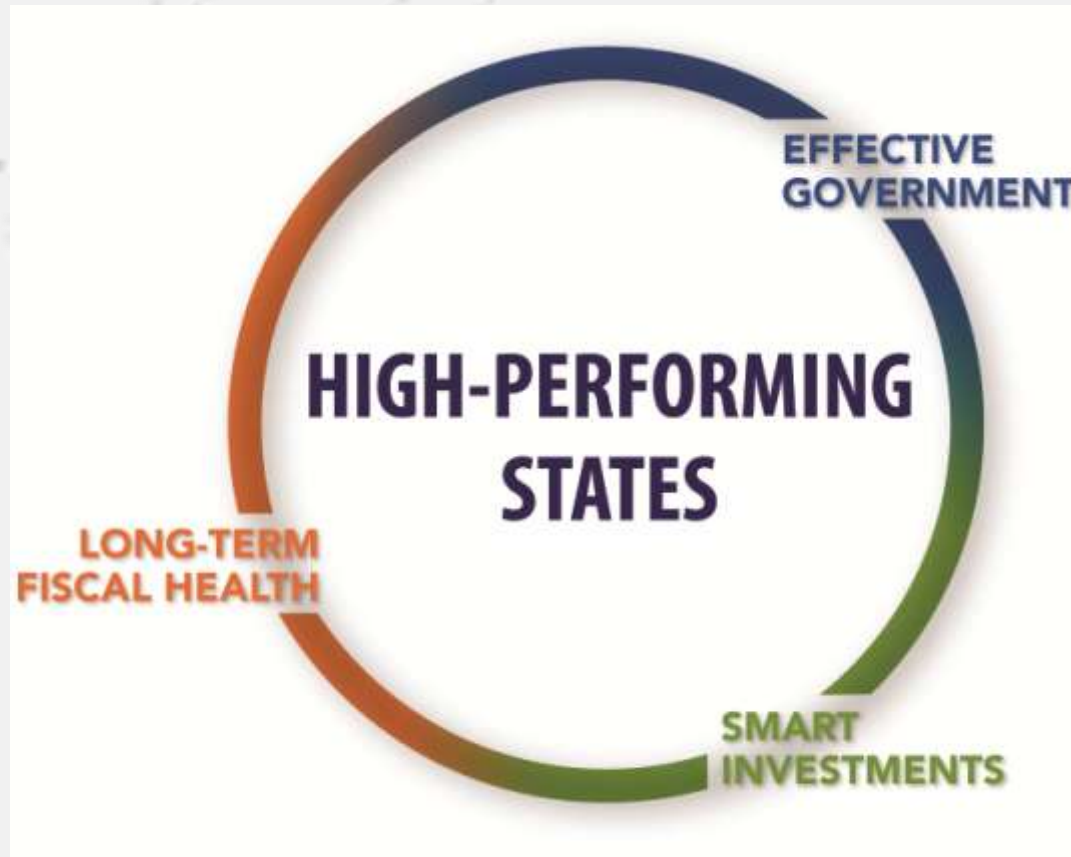 EFFECTIVE
GOVERNMENT
HIGH-PERFORMING
STATES
LONG-TERM
FISCAL HEALTH
SMART
INVESTMENTS